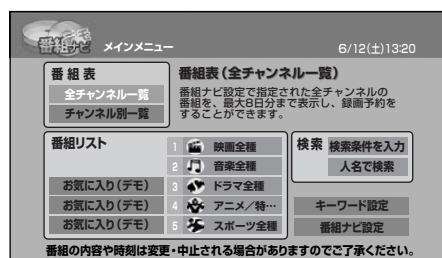 番組ナビ メインメニュー 6/12(土)13:20
番組表
全チャンネル一覧
チャンネル別一覧
番組表(全チャンネル一覧)
番組ナビ設定で指定された全チャンネルの
番組を、最大8日分まで表示し、録画予約を
することができます。
番組リスト
お気に入り(デモ)
お気に入り(デモ)
お気に入り(デモ)
1 映画全種
2 音楽全種
3 ドラマ全種
4 アニメ/特…
5 スポーツ全種
検索 検索条件を入力
人名で検索
キーワード設定
番組ナビ設定
番組の内容や時刻は変更・中止される場合がありますのでご了承ください。